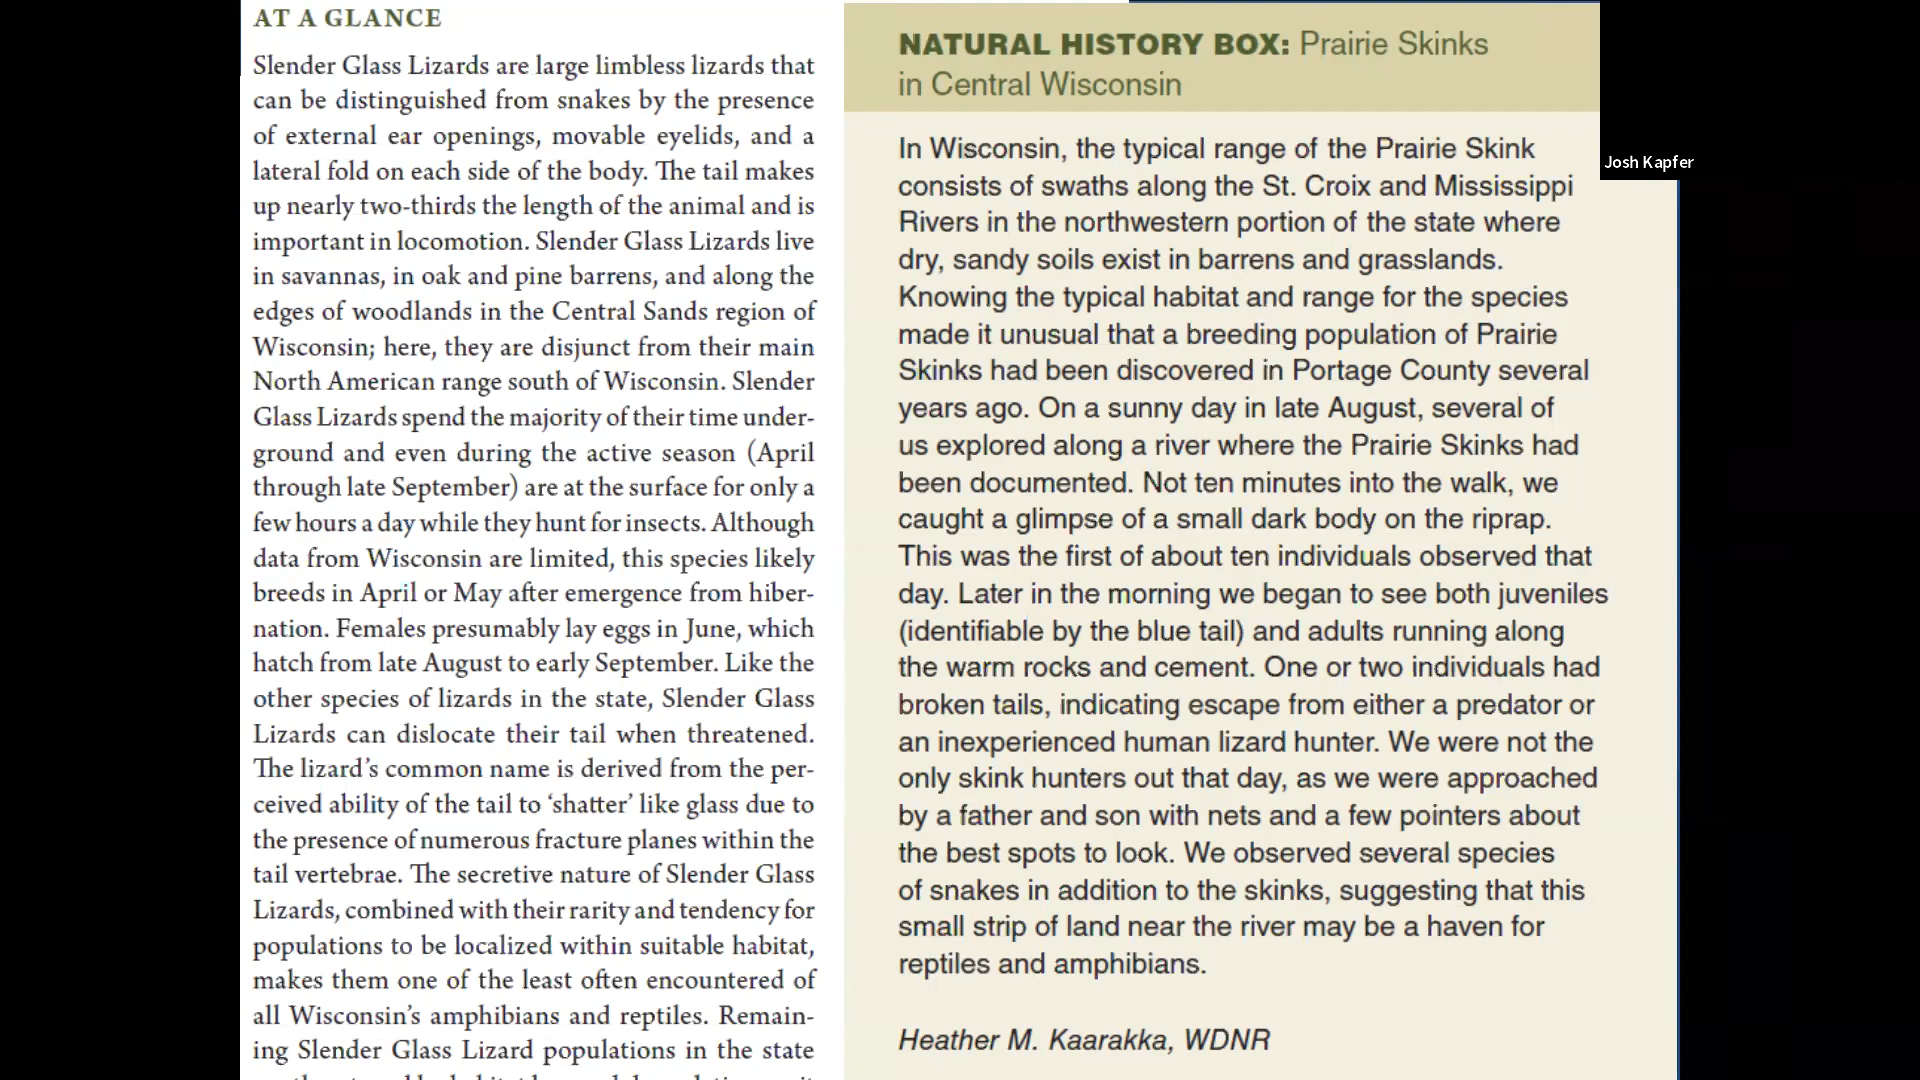 AT A GLANCE
Slender Glass Lizards are large limbless lizards that
can be distinguished from snakes by the presence
of external ear openings, movable eyelids, and a
lateral fold on each side of the body. The tail makes
up nearly two-thirds the length of the animal and is
important in locomotion. Slender Glass Lizards live
in savannas, in oak and pine barrens, and along the
edges of woodlands in the Central Sands region of
Wisconsin; here, they are disjunct from their main
North American range south of Wisconsin. Slender
Glass Lizards spend the majority of their time under-
ground and even during the active season (April
through late September) are at the surface for only a
few hours a day while they hunt for insects. Although
data from Wisconsin are limited, this species likely
breeds in April or May after emergence from hiber-
nation. Females presumably lay eggs in June, which
hatch from late August to early September. Like the
other species of lizards in the state, Slender Glass
Lizards can dislocate their tail when threatened.
The lizard's common name is derived from the per-
ceived ability of the tail to 'shatter' like glass due to
the presence of numerous fracture planes within the
tail vertebrae. The secretive nature of Slender Glass
Lizards, combined with their rarity and tendency for
populations to be localized within suitable habitat,
makes them one of the least often encountered of
all Wisconsin's amphibians and reptiles. Remain-
ing Slender Glass Lizard populations in the state
NATURAL HISTORY BOX: Prairie Skinks
in Central Wisconsin
In Wisconsin, the typical range of the Prairie Skink
consists of swaths along the St. Croix and Mississippi
Rivers in the northwestern portion of the state where
dry, sandy soils exist in barrens and grasslands.
Knowing the typical habitat and range for the species
made it unusual that a breeding population of Prairie
Skinks had been discovered in Portage County several
years ago. On a sunny day in late August, several of
us explored along a river where the Prairie Skinks had
been documented. Not ten minutes into the walk, we
caught a glimpse of a small dark body on the riprap.
This was the first of about ten individuals observed that
day. Later in the morning we began to see both juveniles
(identifiable by the blue tail) and adults running along
the warm rocks and cement. One or two individuals had
broken tails, indicating escape from either a predator or
an inexperienced human lizard hunter. We were not the
only skink hunters out that day, as we were approached
by a father and son with nets and a few pointers about
the best spots to look. We observed several species
of snakes in addition to the skinks, suggesting that this
small strip of land near the river may be a haven for
reptiles and amphibians.
Heather M. Kaarakka, WDNR
Josh Kapfer